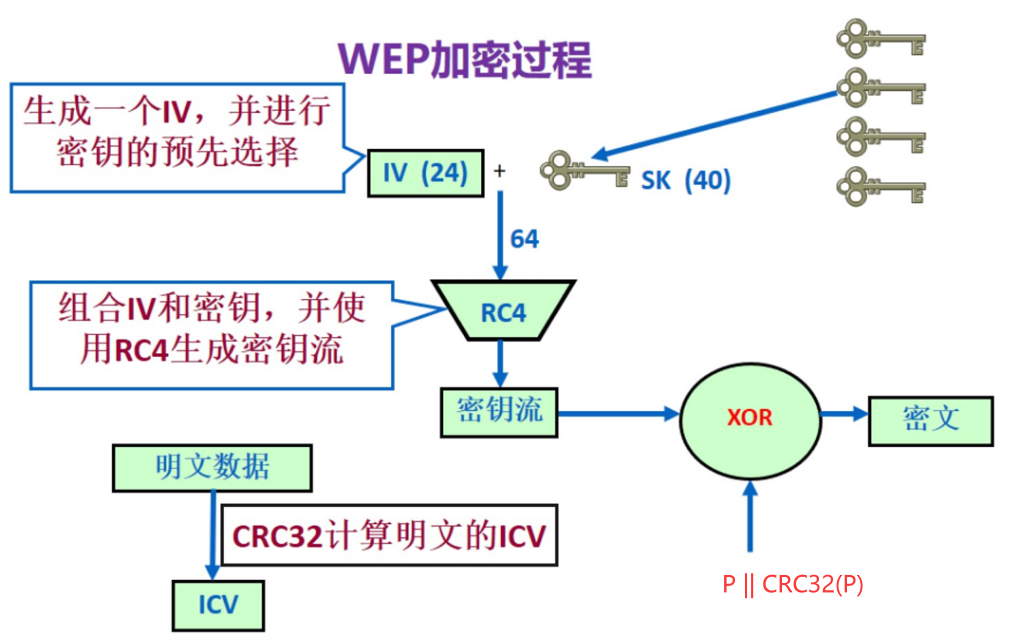 WEP加密过程
生成一个IV，并进行
密钥的预先选择
IV (24)
+
SK (40)
64
组合IV和密钥，并使
用RC4生成密钥流
RC4
密钥流
XOR
密文
明文数据
CRC32计算明文的ICV
P || CRC32(P)
ICV